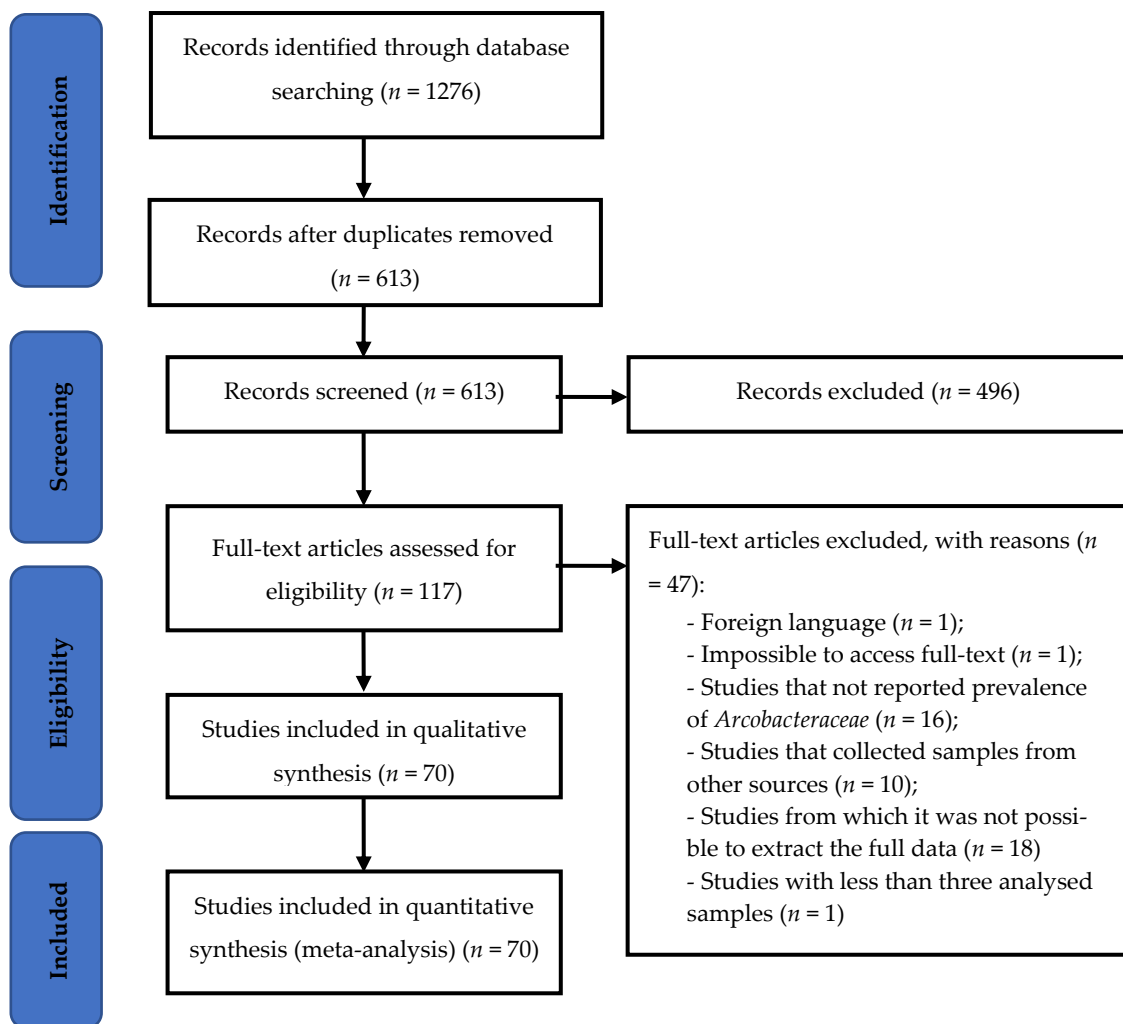 Identification
Records identified through database
searching (n = 1276)
Records after duplicates removed
(n = 613)
Screening
Records screened (n = 613)
Records excluded (n = 496)
Eligibility
Full-text articles assessed for
eligibility (n = 117)
Full-text articles excluded, with reasons (n
= 47):
- Foreign language (n = 1);
- Impossible to access full-text (n = 1);
- Studies that not reported prevalence
of Arcobacteraceae (n = 16);
- Studies that collected samples from
other sources (n = 10);
- Studies from which it was not possi-
ble to extract the full data (n = 18)
- Studies with less than three analysed
samples (n = 1)
Studies included in qualitative
synthesis (n = 70)
Included
Studies included in quantitative
synthesis (meta-analysis) (n = 70)